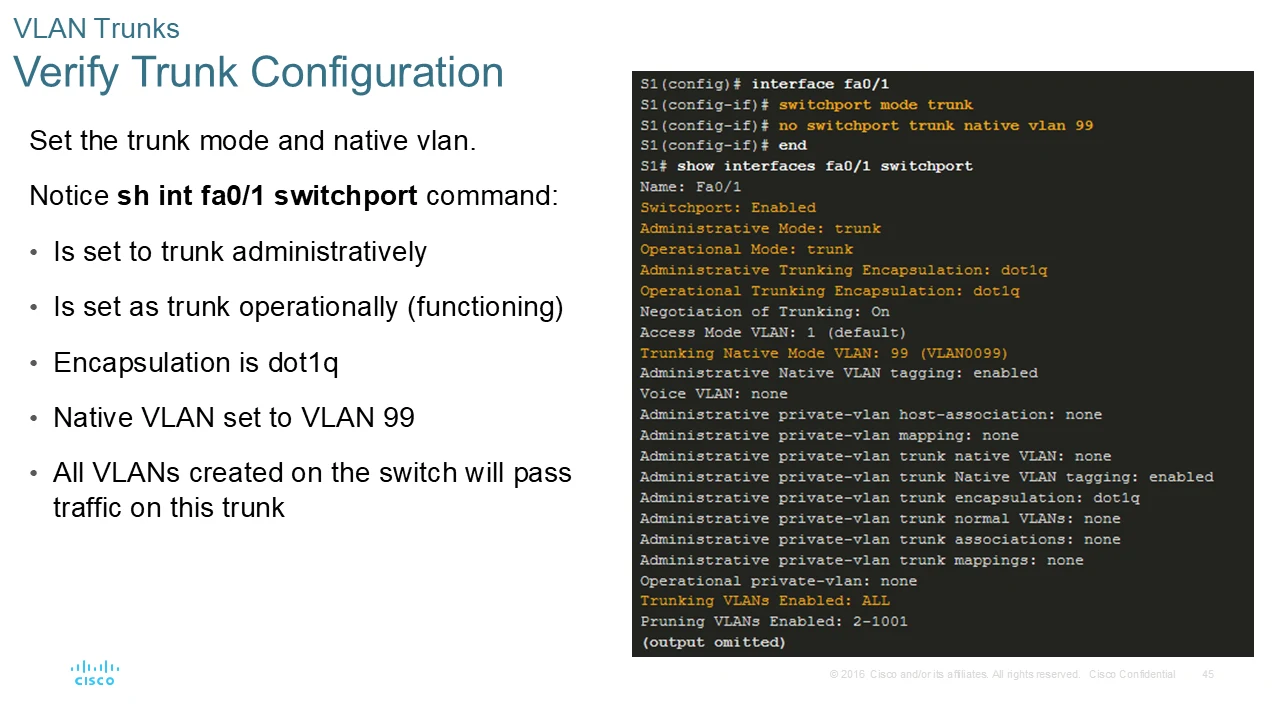 VLAN Trunks
Verify Trunk Configuration
Set the trunk mode and native vlan.
Notice sh int fa0/1 switchport command:
• Is set to trunk administratively
• Is set as trunk operationally (functioning)
• Encapsulation is dot1q
• Native VLAN set to VLAN 99
• All VLANs created on the switch will pass
traffic on this trunk
S1(config)# interface fa0/1
S1(config-if)# switchport mode trunk
S1(config-if)# no switchport trunk native vlan 99
S1(config-if)# end
S1# show interfaces fa0/1 switchport
Name: Fa0/1
Switchport: Enabled
Administrative Mode: trunk
Operational Mode: trunk
Administrative Trunking Encapsulation: dot1q
Operational Trunking Encapsulation: dot1q
Negotiation of Trunking: On
Access Mode VLAN: 1 (default)
Trunking Native Mode VLAN: 99 (VLAN0099)
Administrative Native VLAN tagging: enabled
Voice VLAN: none
Administrative private-vlan host-association: none
Administrative private-vlan mapping: none
Administrative private-vlan trunk native VLAN: none
Administrative private-vlan trunk Native VLAN tagging: enabled
Administrative private-vlan trunk encapsulation: dot1q
Administrative private-vlan trunk normal VLANs: none
Administrative private-vlan trunk associations: none
Administrative private-vlan trunk mappings: none
Operational private-vlan: none
Trunking VLANs Enabled: ALL
Pruning VLANs Enabled: 2-1001
(output omitted)
CISCO
© 2016 Cisco and/or its affiliates. All rights reserved. Cisco Confidential 45